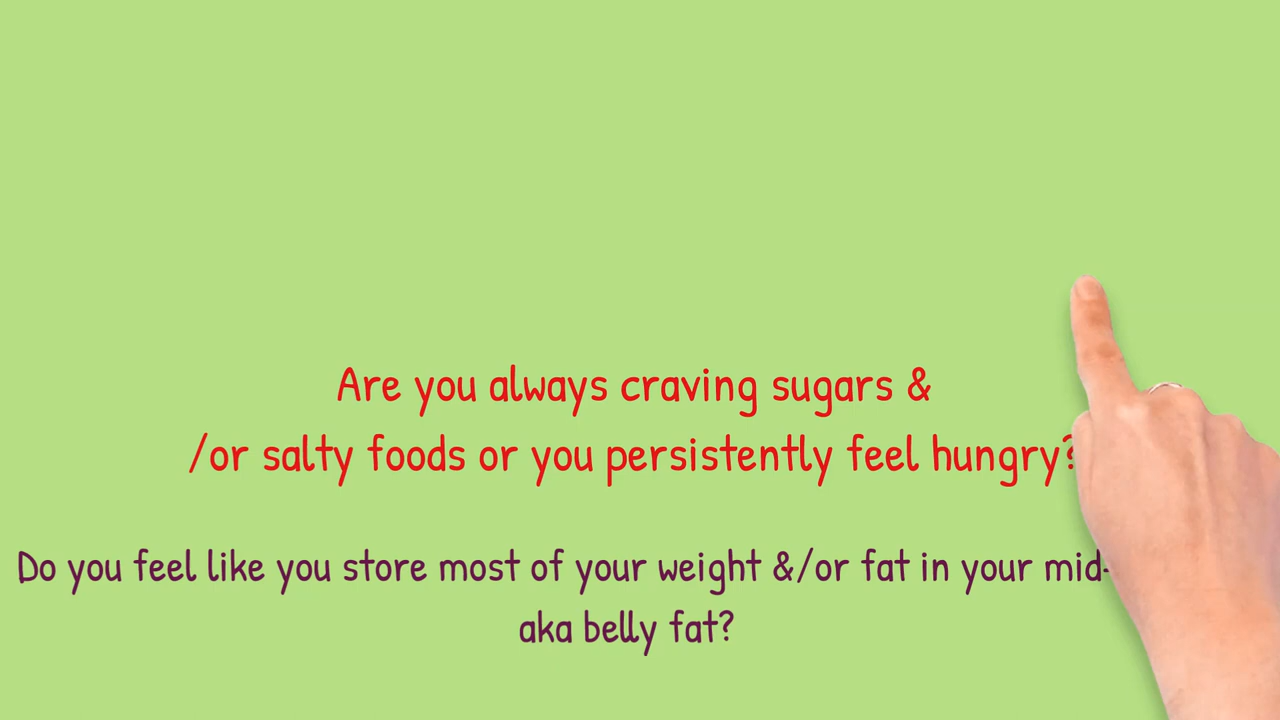 Are you always craving sugars &
/or salty foods or you persistently feel hungry?
Do you feel like you store most of your weight &/or fat in your mid-
aka belly fat?